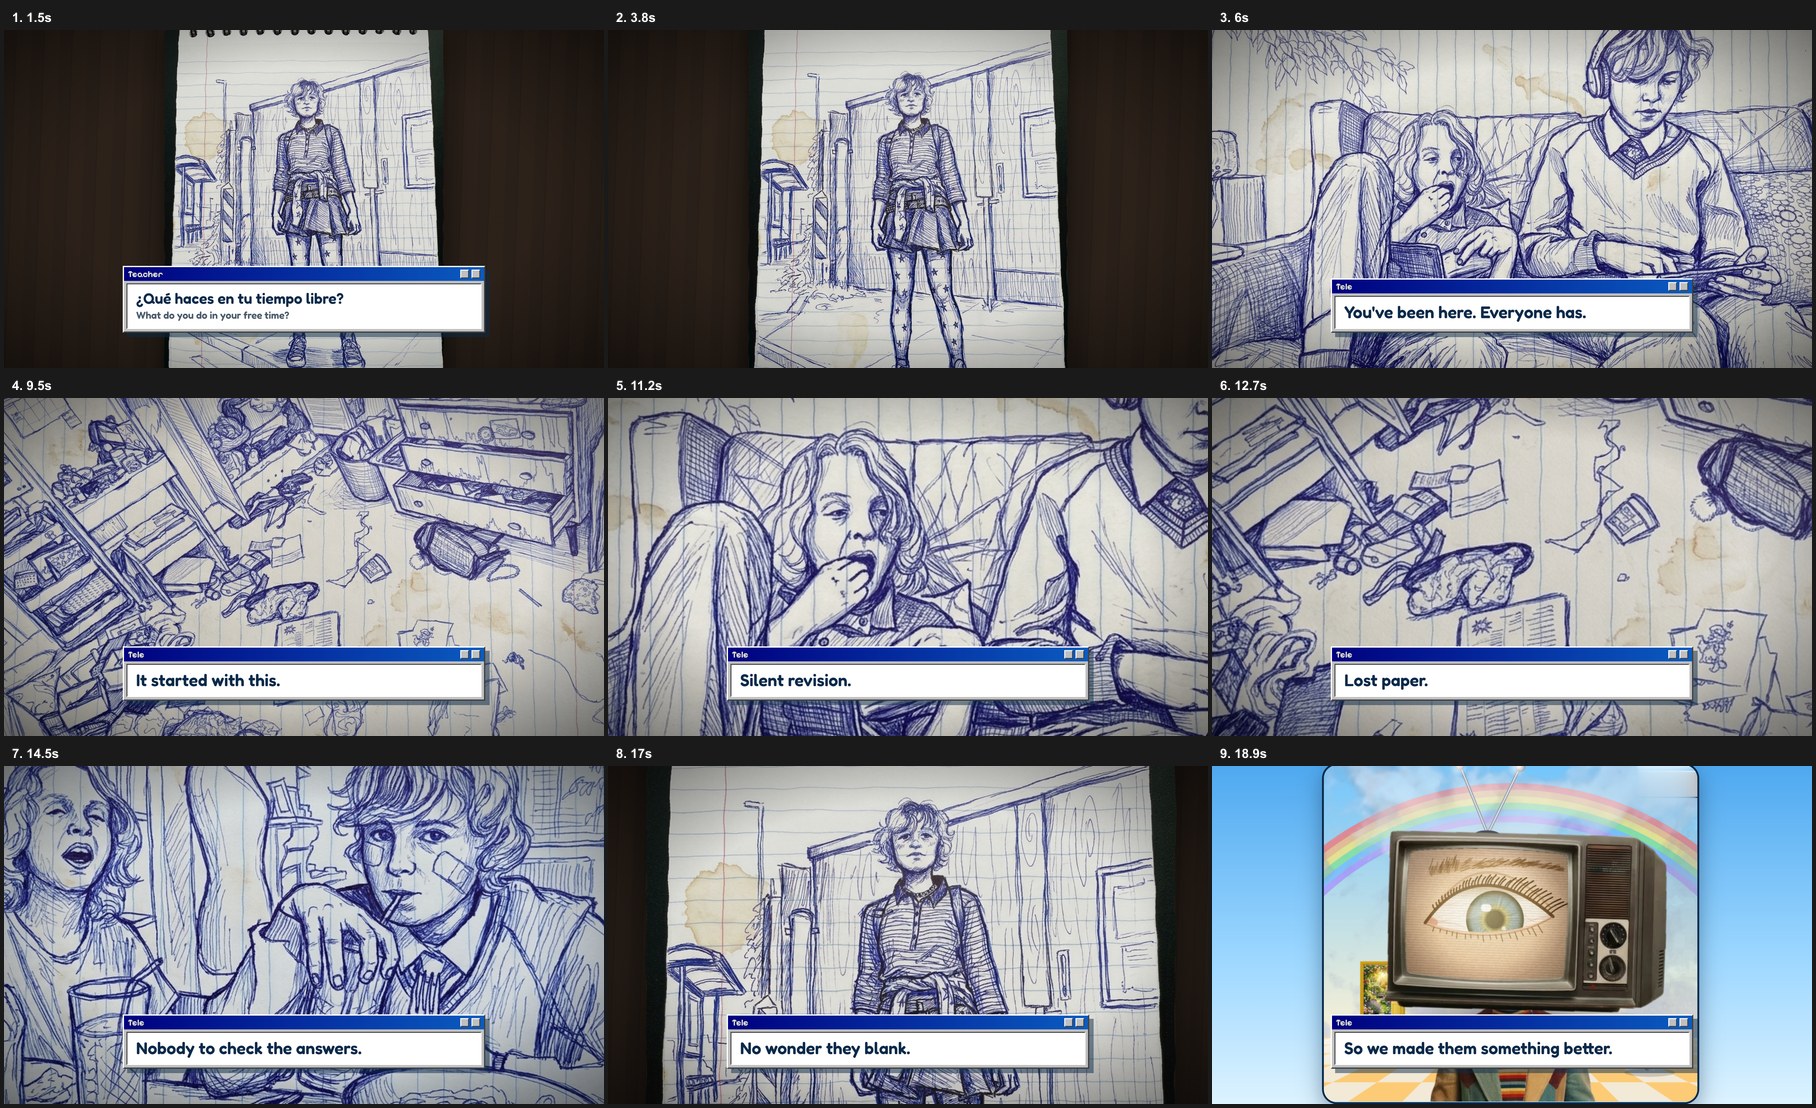 1. 1.5s
Teacher
¿Qué haces en tu tiempo libre?
What do you do in your free time?
2. 3.8s
3. 6s
Tele
You've been here. Everyone has.
4. 9.5s
Tele
It started with this.
5. 11.2s
Tele
Silent revision.
6. 12.7s
Tele
Lost paper.
7. 14.5s
Tele
Nobody to check the answers.
8. 17s
Tele
No wonder they blank.
9. 18.9s
Tele
So we made them something better.